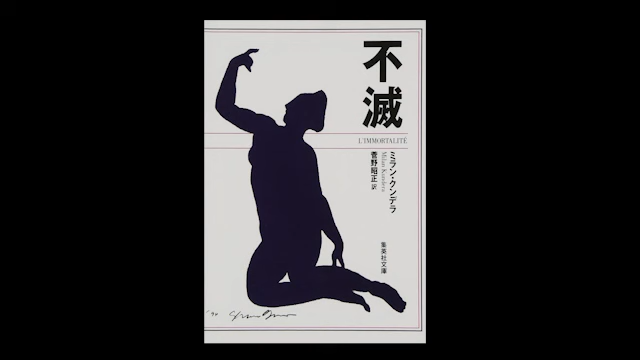 不滅
L'IMMORTALITÉ
ミラン・クンデラ
Milan Kundera
菅野昭正 訳
集英社文庫
'90